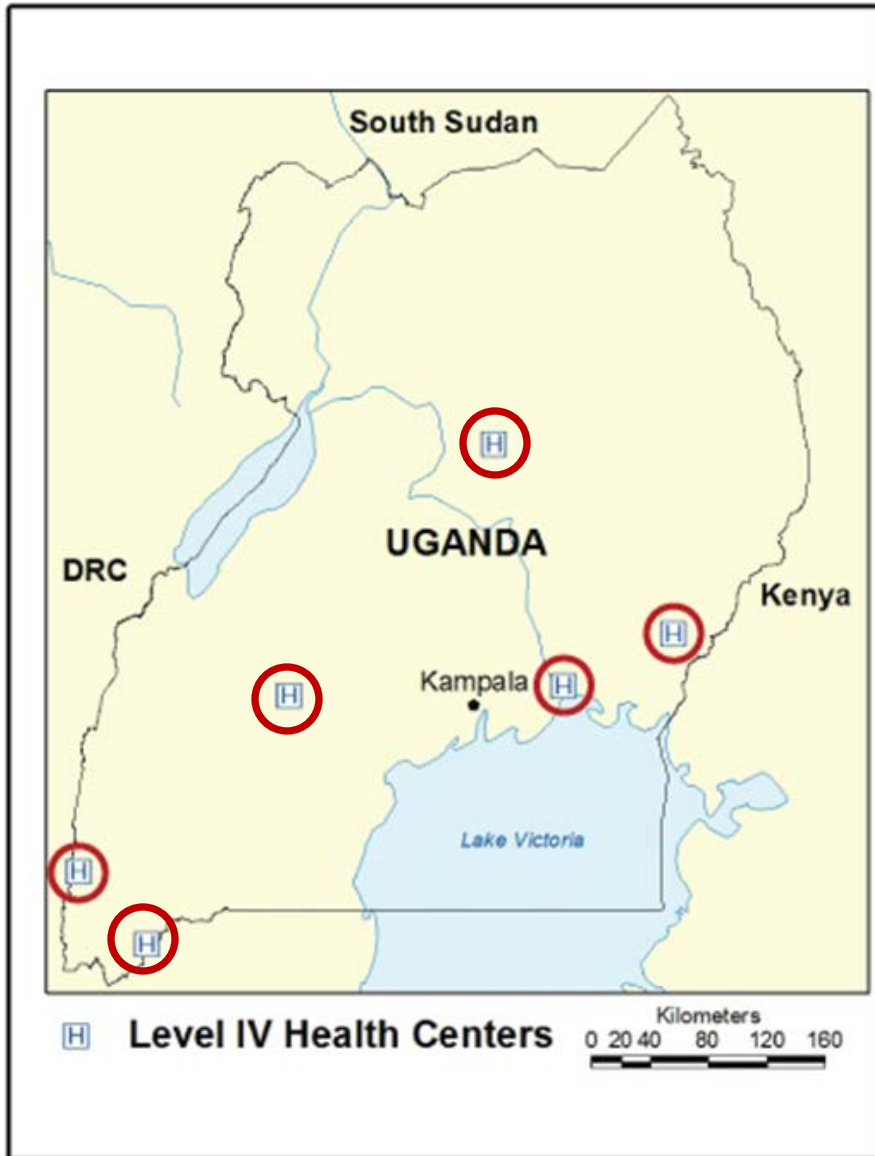 South Sudan
H
UGANDA
DRC
Kenya
H
Kampala
H
H
Lake Victoria
H
H
H Level IV Health Centers
Kilometers
0 20 40 80 120 160